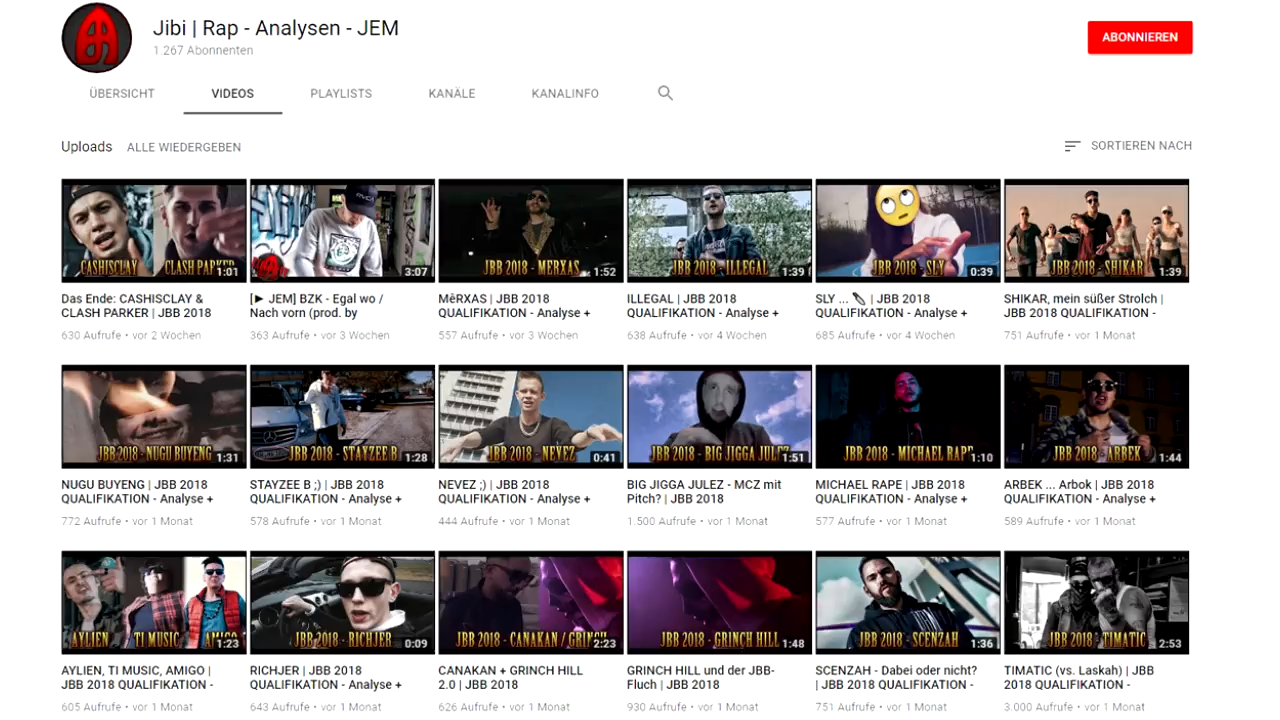 Jibi | Rap - Analysen - JEM
1.267 Abonnenten
ABONNIEREN
ÜBERSICHT VIDEOS PLAYLISTS KANÄLE KANALINFO
Uploads ALLE WIEDERGEBEN SORTIEREN NACH
CASHISCLAY CLASH PARKER 1:01
3:07
JBB 2018 - MERXAS 1:52
JBB 2018 - ILLEGAL 1:39
JBB 2018 - SLY 0:39
JBB 2018 - SHIKAR 1:39
Das Ende: CASHISCLAY &
CLASH PARKER | JBB 2018
630 Aufrufe • vor 2 Wochen
[► JEM] BZK - Egal wo /
Nach vorn (prod. by
363 Aufrufe • vor 3 Wochen
MêRXAS | JBB 2018
QUALIFIKATION - Analyse +
557 Aufrufe • vor 3 Wochen
ILLEGAL | JBB 2018
QUALIFIKATION - Analyse +
638 Aufrufe • vor 4 Wochen
SLY ... ✎ | JBB 2018
QUALIFIKATION - Analyse +
685 Aufrufe • vor 4 Wochen
SHIKAR, mein süßer Strolch |
JBB 2018 QUALIFIKATION -
751 Aufrufe • vor 1 Monat
JBB 2018 - NUGU BUYENG 1:31
JBB 2018 - STAYZEE B 1:28
JBB 2018 - NEVEZ 0:41
JBB 2018 - BIG JIGGA JULEZ 1:51
JBB 2018 - MICHAEL RAPE 1:10
JBB 2018 - ARBEK 1:44
NUGU BUYENG | JBB 2018
QUALIFIKATION - Analyse +
772 Aufrufe • vor 1 Monat
STAYZEE B ;) | JBB 2018
QUALIFIKATION - Analyse +
578 Aufrufe • vor 1 Monat
NEVEZ ;) | JBB 2018
QUALIFIKATION - Analyse +
444 Aufrufe • vor 1 Monat
BIG JIGGA JULEZ - MCZ mit
Pitch? | JBB 2018
1.500 Aufrufe • vor 1 Monat
MICHAEL RAPE | JBB 2018
QUALIFIKATION - Analyse +
577 Aufrufe • vor 1 Monat
ARBEK ... Arbok | JBB 2018
QUALIFIKATION - Analyse +
589 Aufrufe • vor 1 Monat
AYLIEN TI MUSIC AMIGO 1:23
JBB 2018 - RICHJER 0:09
JBB 2018 - CANAKAN / GRINCH 2:23
JBB 2018 - GRINCH HILL 1:48
JBB 2018 - SCENZAH 1:36
JBB 2018 - TIMATIC 2:53
AYLIEN, TI MUSIC, AMIGO |
JBB 2018 QUALIFIKATION -
605 Aufrufe • vor 1 Monat
RICHJER | JBB 2018
QUALIFIKATION - Analyse +
643 Aufrufe • vor 1 Monat
CANAKAN + GRINCH HILL
2.0 | JBB 2018
626 Aufrufe • vor 1 Monat
GRINCH HILL und der JBB-
Fluch | JBB 2018
930 Aufrufe • vor 1 Monat
SCENZAH - Dabei oder nicht?
| JBB 2018 QUALIFIKATION -
751 Aufrufe • vor 1 Monat
TIMATIC (vs. Laskah) | JBB
2018 QUALIFIKATION -
3.000 Aufrufe • vor 1 Monat